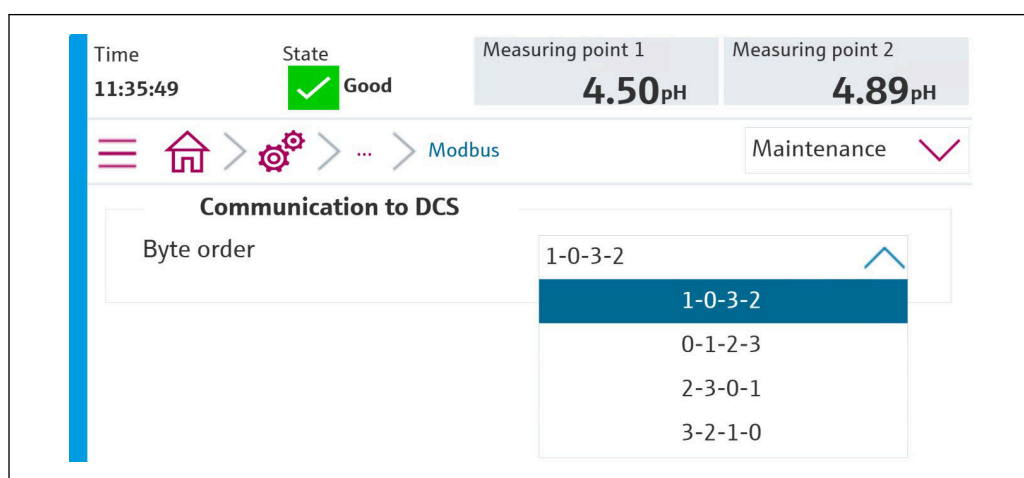 Time State Measuring point 1 Measuring point 2
11:35:49 Good 4.50pH 4.89pH
... Modbus Maintenance
Communication to DCS
Byte order 1-0-3-2
1-0-3-2
0-1-2-3
2-3-0-1
3-2-1-0